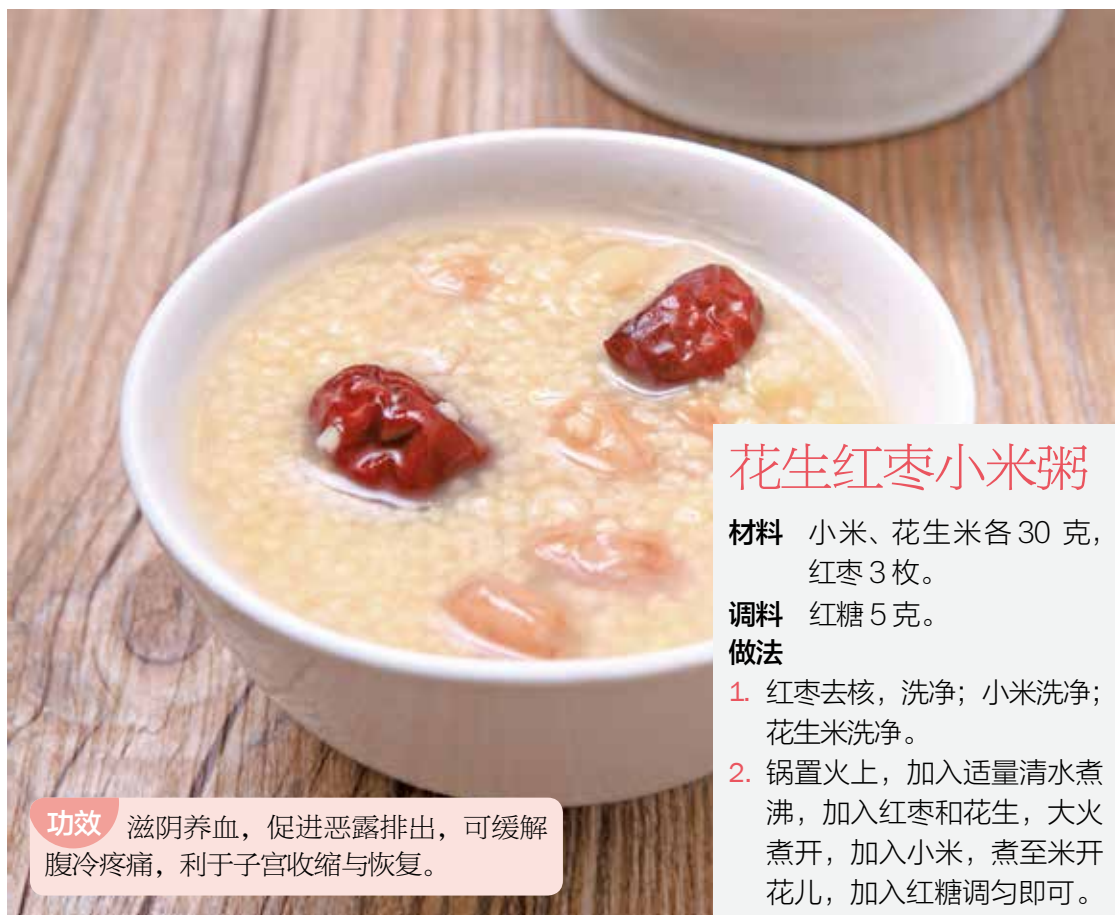 花生红枣小米粥
材料 小米、花生米各30 克，
红枣3枚。
调料 红糖5克。
做法
1. 红枣去核，洗净；小米洗净；
花生米洗净。
2. 锅置火上，加入适量清水煮
沸，加入红枣和花生，大火
煮开，加入小米，煮至米开
花儿，加入红糖调匀即可。
功效 滋阴养血，促进恶露排出，可缓解
腹冷疼痛，利于子宫收缩与恢复。